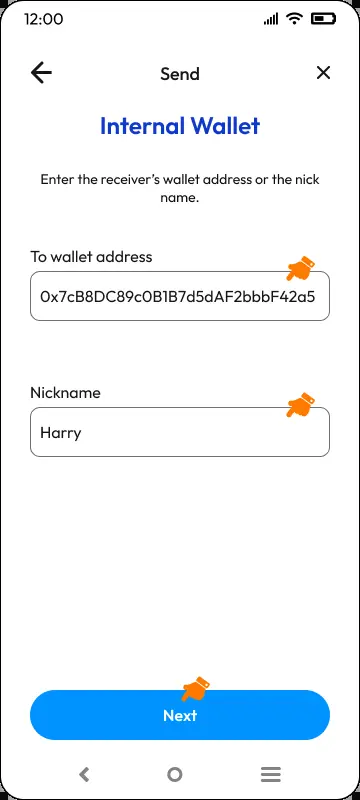 12:00
Send
Internal Wallet
Enter the receiver’s wallet address or the nick
name.
To wallet address
0x7cB8DC89c0B1B7d5dAF2bbbF42a5
Nickname
Harry
Next